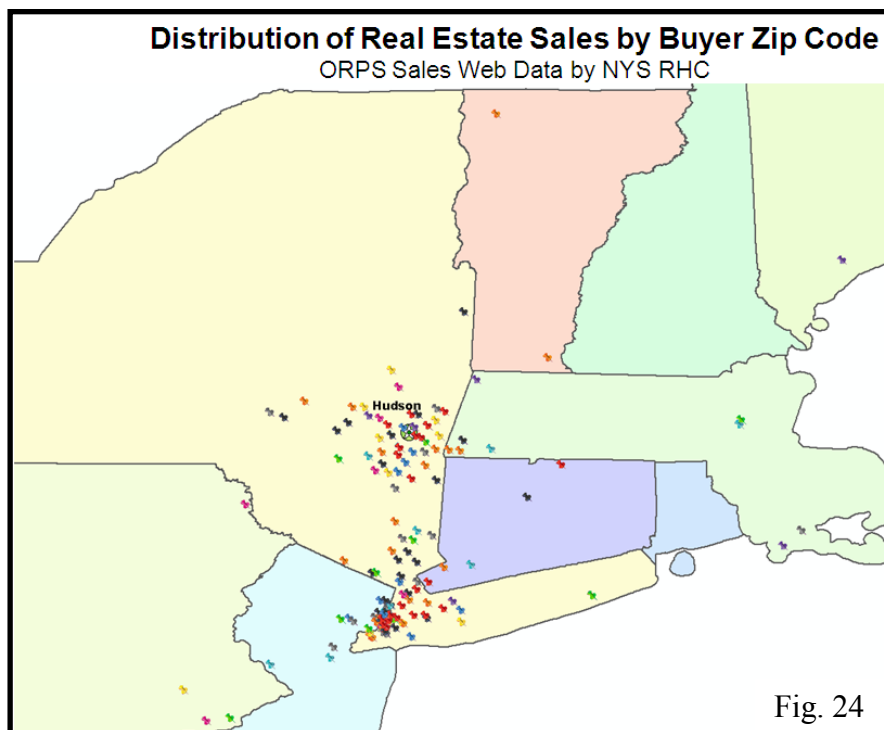 Distribution of Real Estate Sales by Buyer Zip Code
ORPS Sales Web Data by NYS RHC
Hudson
Fig. 24